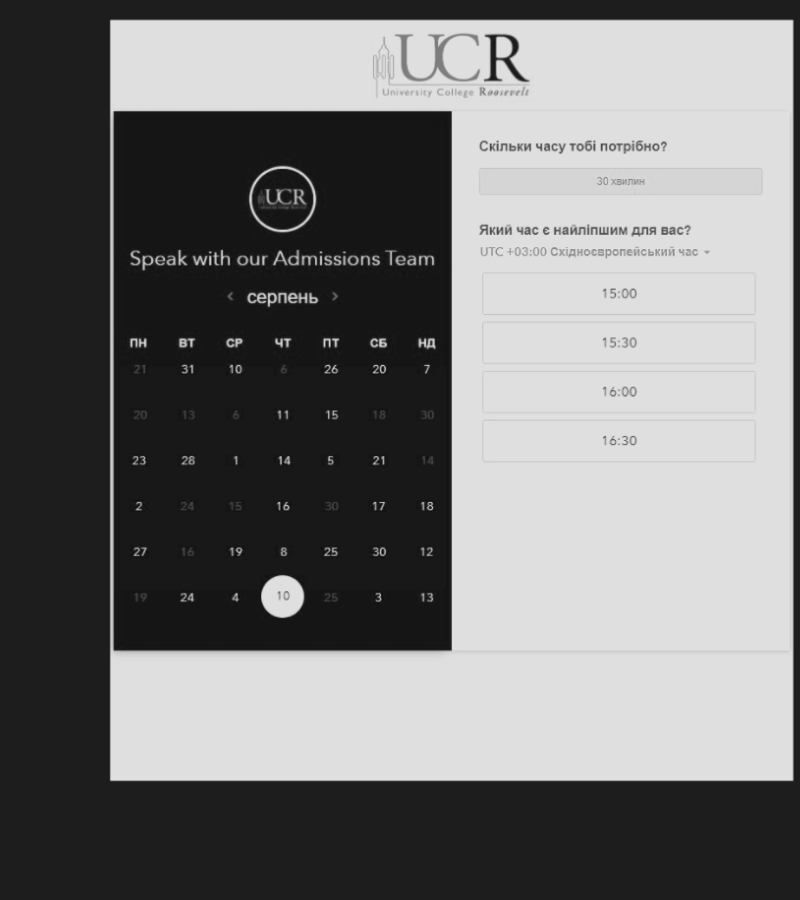 UCR
University College Roosevelt
UCR
Speak with our Admissions Team
серпень
ПН ВТ СР ЧТ ПТ СБ НД
21 31 10 6 26 20 7
20 13 6 11 15 18 30
23 28 1 14 5 21 14
2 24 15 16 30 17 18
27 16 19 8 25 30 12
19 24 4 10 25 3 13
Скільки часу тобі потрібно?
30 хвилин
Який час є найліпшим для вас?
UTC +03:00 Східноєвропейський час
15:00
15:30
16:00
16:30